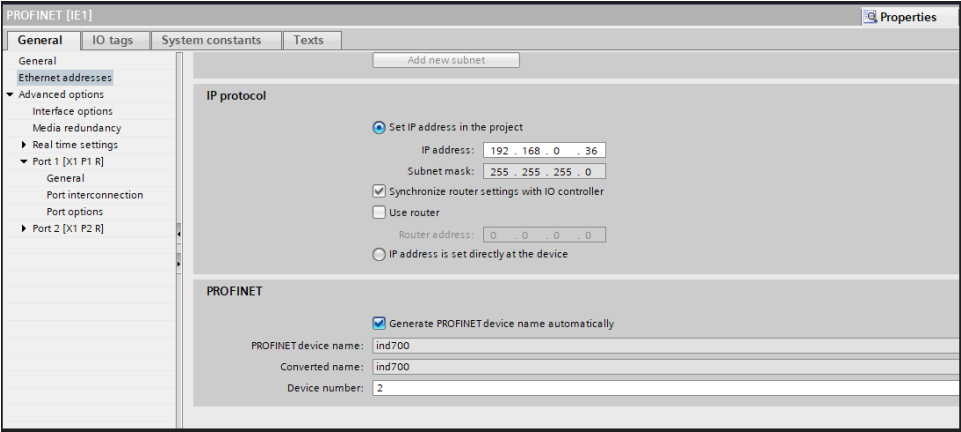 PROFINET [IE1]
Properties
General
IO tags
System constants
Texts
General
Ethernet addresses
Advanced options
Interface options
Media redundancy
Real time settings
Port 1 [X1 P1 R]
General
Port interconnection
Port options
Port 2 [X1 P2 R]
Add new subnet
IP protocol
Set IP address in the project
IP address: 192 . 168 . 0 . 36
Subnet mask: 255 . 255 . 255 . 0
Synchronize router settings with IO controller
Use router
Router address: 0 . 0 . 0 . 0
IP address is set directly at the device
PROFINET
Generate PROFINET device name automatically
PROFINET device name: ind700
Converted name: ind700
Device number: 2